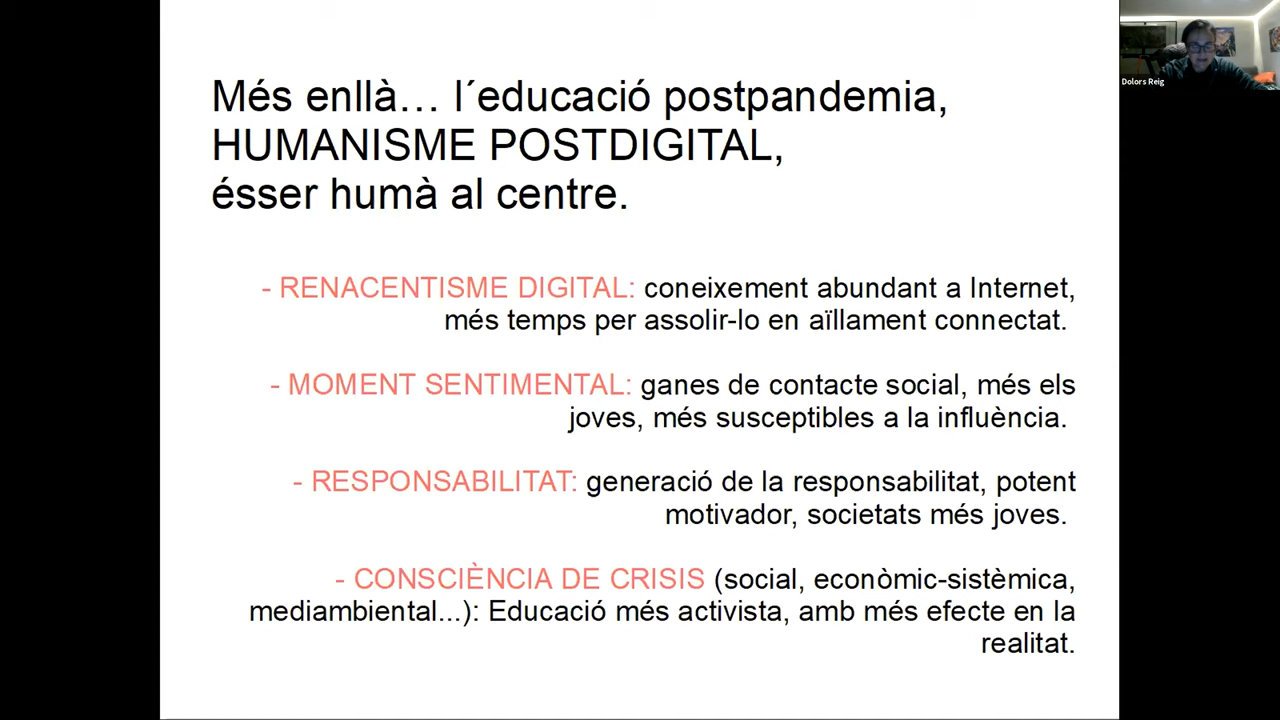 Més enllà… l´educació postpandemia,
HUMANISME POSTDIGITAL,
ésser humà al centre.
- RENACENTISME DIGITAL: coneixement abundant a Internet,
més temps per assolir-lo en aïllament connectat.
- MOMENT SENTIMENTAL: ganes de contacte social, més els
joves, més susceptibles a la influència.
- RESPONSABILITAT: generació de la responsabilitat, potent
motivador, societats més joves.
- CONSCIÈNCIA DE CRISIS (social, econòmic-sistèmica,
mediambiental...): Educació més activista, amb més efecte en la
realitat.
Dolors Reig